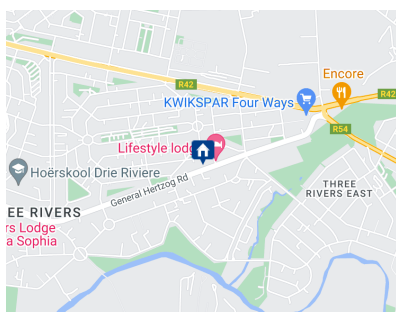 Encore
R42
KWIKSPAR Four Ways
R42
R54
Lifestyle lodg
Hoërskool Drie Riviere
THREE
RIVERS EAST
General Hertzog Rd
EE RIVERS
rs Lodge
a Sophia